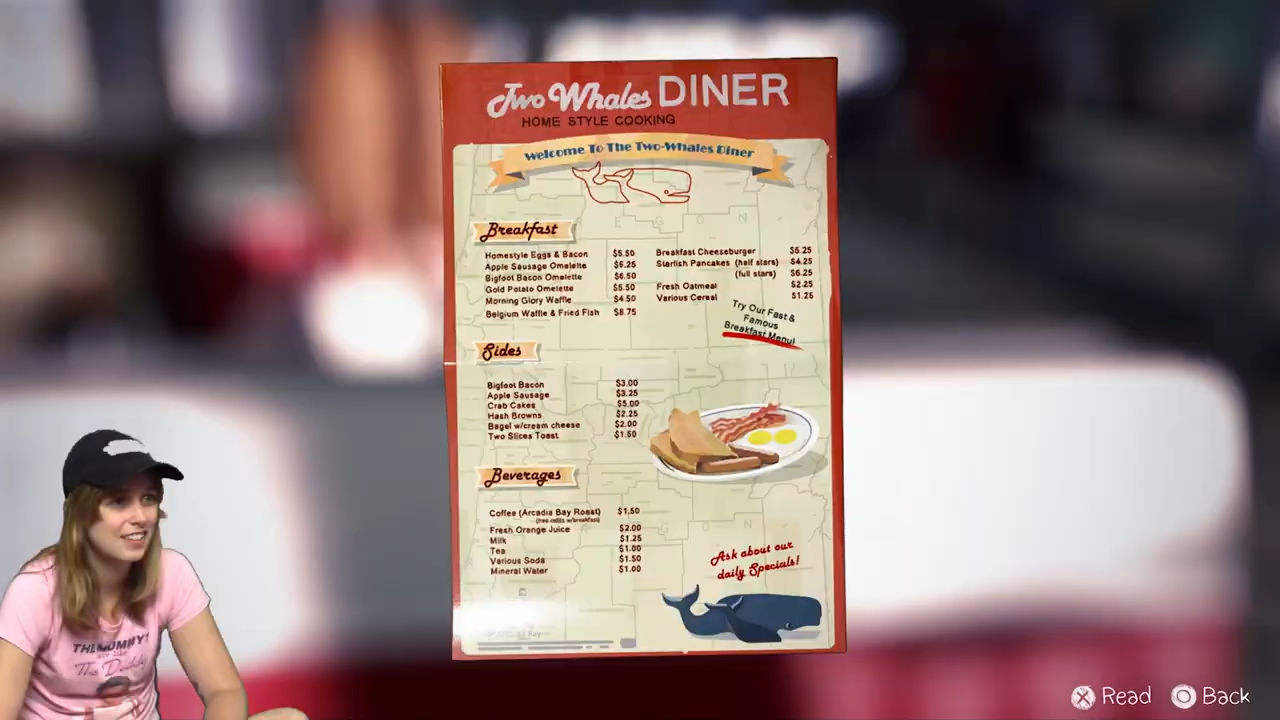 Two Whales DINER
HOME STYLE COOKING
Welcome To The Two-Whales Diner
E G O N
Breakfast
Homestyle Eggs & Bacon $5.50
Apple Sausage Omelette $6.25
Bigfoot Bacon Omelette $6.50
Gold Potato Omelette $5.50
Morning Glory Waffle $4.50
Belgium Waffle & Fried Fish $8.75
Breakfast Cheeseburger $5.25
Starfish Pancakes (half stars) $4.25
(full stars) $6.25
Fresh Oatmeal $2.25
Various Cereal $1.25
Try Our Fast &
Famous
Breakfast Menu!
Sides
Bigfoot Bacon $3.00
Apple Sausage $3.25
Crab Cakes $5.00
Hash Browns $2.25
Bagel w/cream cheese $2.00
Two Slices Toast $1.50
Beverages
Coffee (Arcadia Bay Roast) $1.50
(free refills w/breakfast)
Fresh Orange Juice $2.00
Milk $1.25
Tea $1.00
Various Soda $1.50
Mineral Water $1.00
G O N
Ask about our
daily Specials!
THE MUMMY?
The Daddy
Read Back